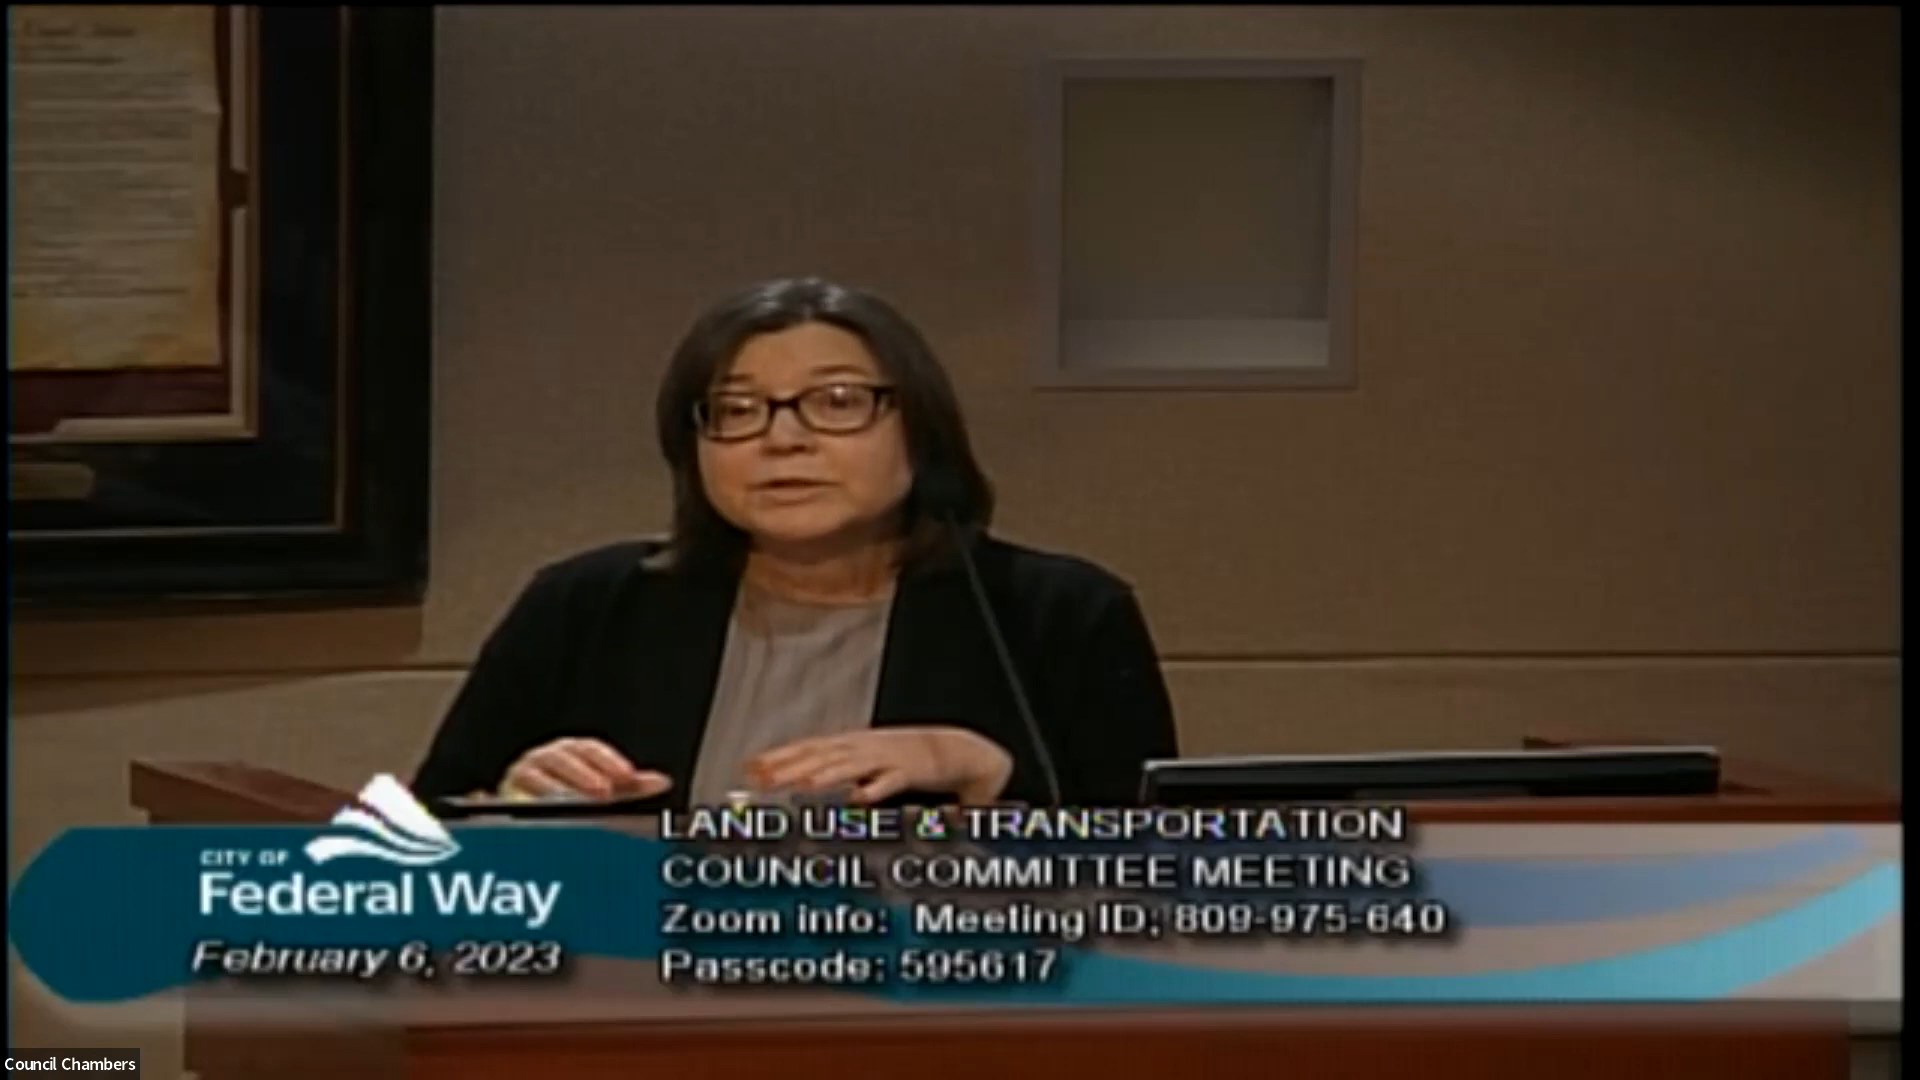 CITY OF
Federal Way
February 6, 2023
LAND USE & TRANSPORTATION
COUNCIL COMMITTEE MEETING
Zoom info: Meeting ID; 809-975-640
Passcode: 595617
Council Chambers